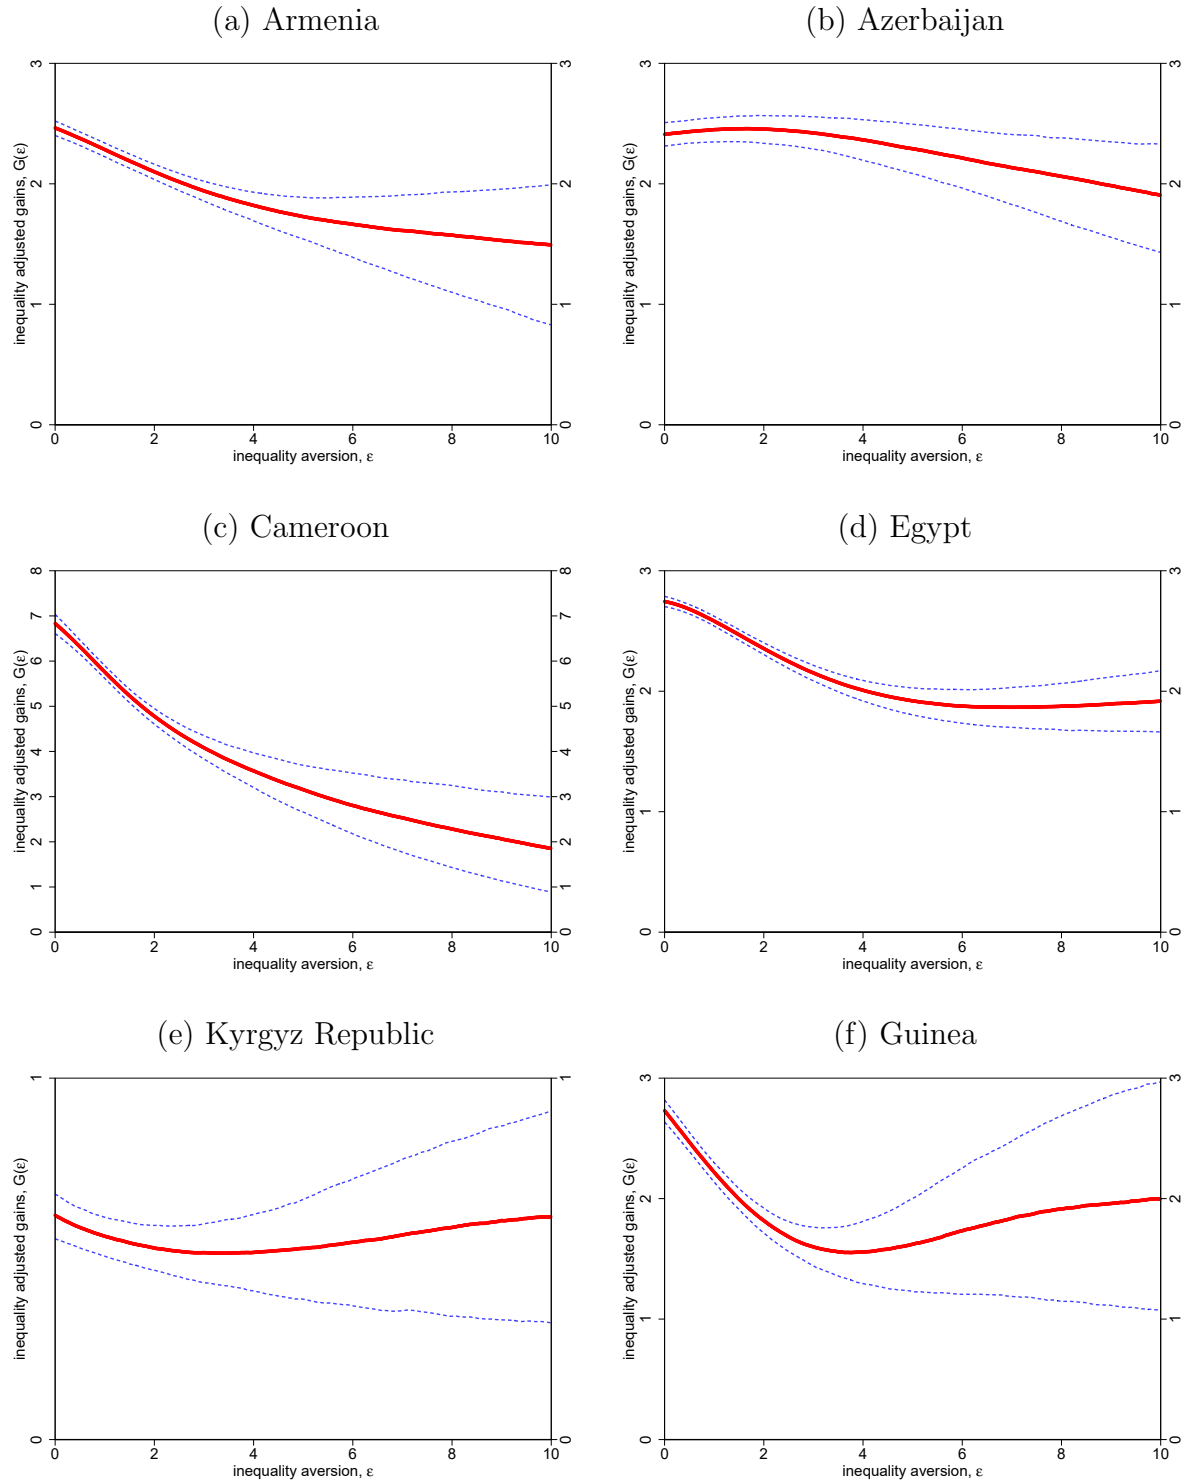 (a) Armenia
3
2
1
0
3
2
1
0
0 2 4 6 8 10
inequality adjusted gains, G(ε)
inequality aversion, ε
(b) Azerbaijan
3
2
1
0
3
2
1
0
0 2 4 6 8 10
inequality adjusted gains, G(ε)
inequality aversion, ε
(c) Cameroon
8
7
6
5
4
3
2
1
0
8
7
6
5
4
3
2
1
0
0 2 4 6 8 10
inequality adjusted gains, G(ε)
inequality aversion, ε
(d) Egypt
3
2
1
0
3
2
1
0
0 2 4 6 8 10
inequality adjusted gains, G(ε)
inequality aversion, ε
(e) Kyrgyz Republic
1
0
1
0
0 2 4 6 8 10
inequality adjusted gains, G(ε)
inequality aversion, ε
(f) Guinea
3
2
1
0
3
2
1
0
0 2 4 6 8 10
inequality adjusted gains, G(ε)
inequality aversion, ε